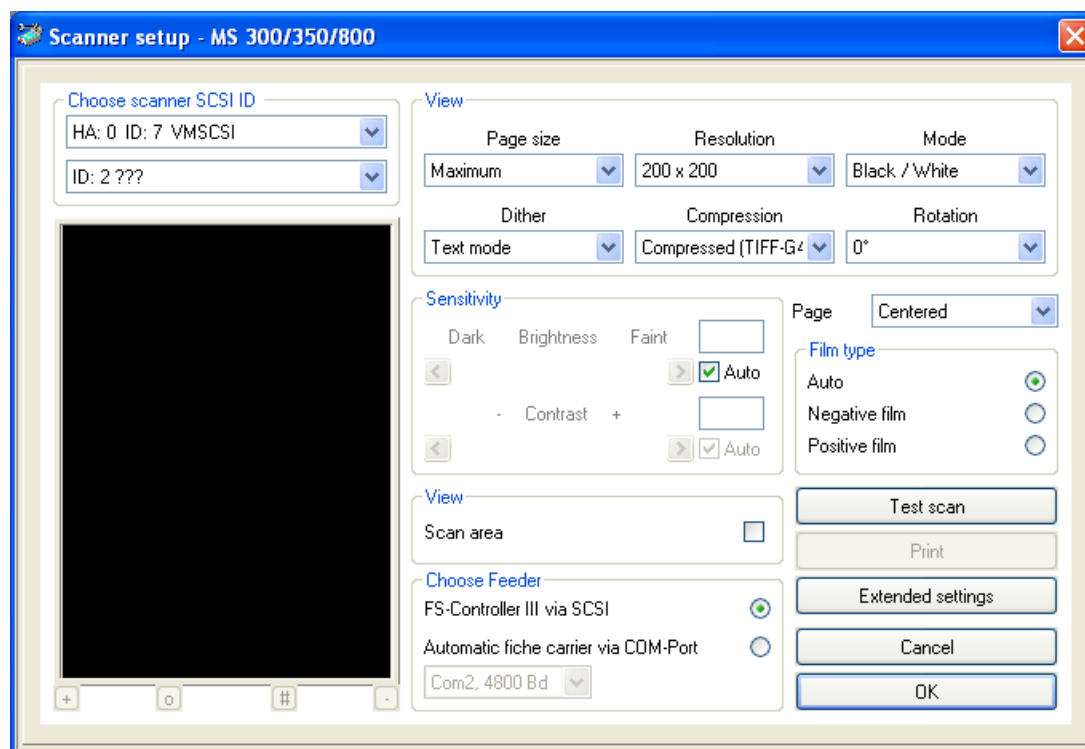 Scanner setup - MS 300/350/800
Choose scanner SCSI ID
HA: 0 ID: 7 VMSCSI
ID: 2 ???
+ o # -
View
Page size Resolution Mode
Maximum 200 x 200 Black / White
Dither Compression Rotation
Text mode Compressed (TIFF-G4 0°
Sensitivity
Dark Brightness Faint
Auto
- Contrast +
Auto
Page Centered
Film type
Auto
Negative film
Positive film
View
Scan area
Choose Feeder
FS-Controller III via SCSI
Automatic fiche carrier via COM-Port
Com2, 4800 Bd
Test scan
Print
Extended settings
Cancel
OK